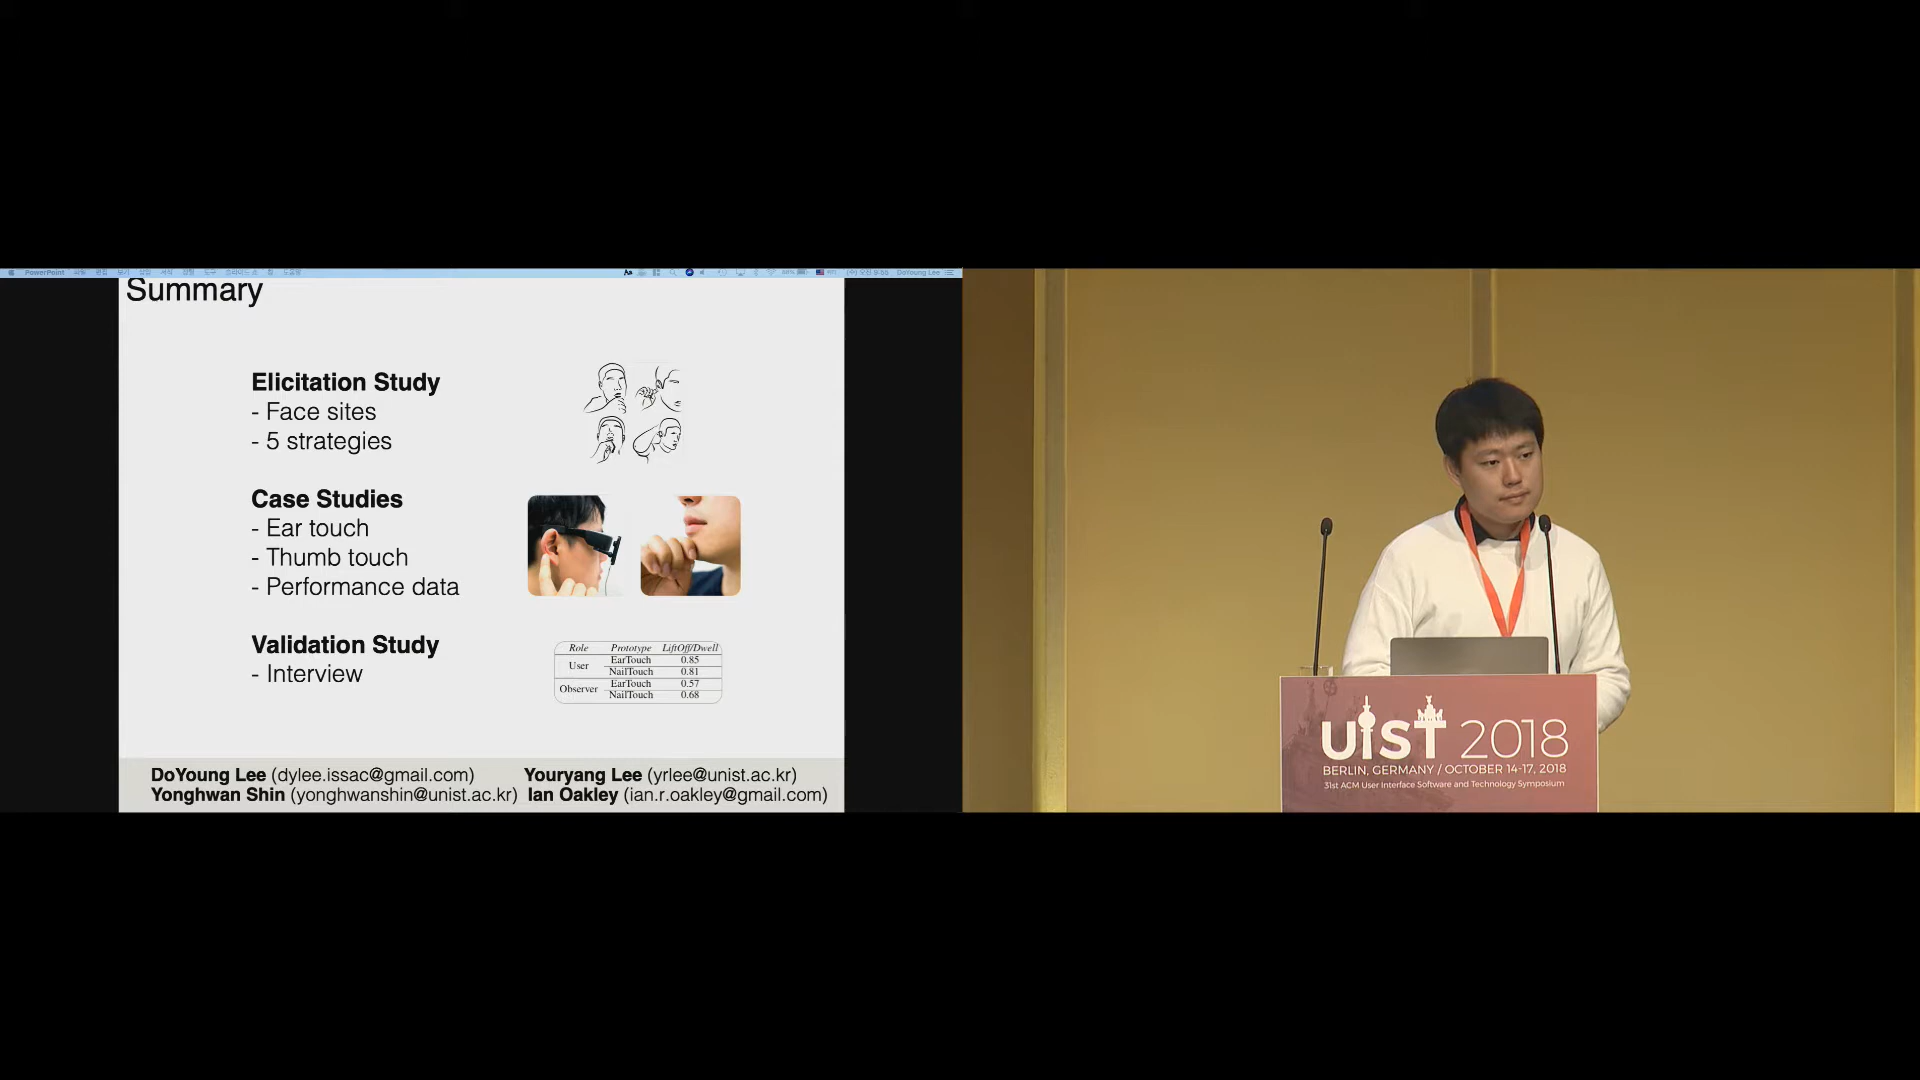 PowerPoint
DoYoung Lee
Summary
Elicitation Study
- Face sites
- 5 strategies
Case Studies
- Ear touch
- Thumb touch
- Performance data
Validation Study
- Interview
Role Prototype LiftOff/Dwell
User EarTouch 0.85
NailTouch 0.81
Observer EarTouch 0.57
NailTouch 0.68
DoYoung Lee (dylee.issac@gmail.com) Youryang Lee (yrlee@unist.ac.kr)
Yonghwan Shin (yonghwanshin@unist.ac.kr) Ian Oakley (ian.r.oakley@gmail.com)
UIST 2018
BERLIN, GERMANY / OCTOBER 14-17, 2018
31st ACM User Interface Software and Technology Symposium